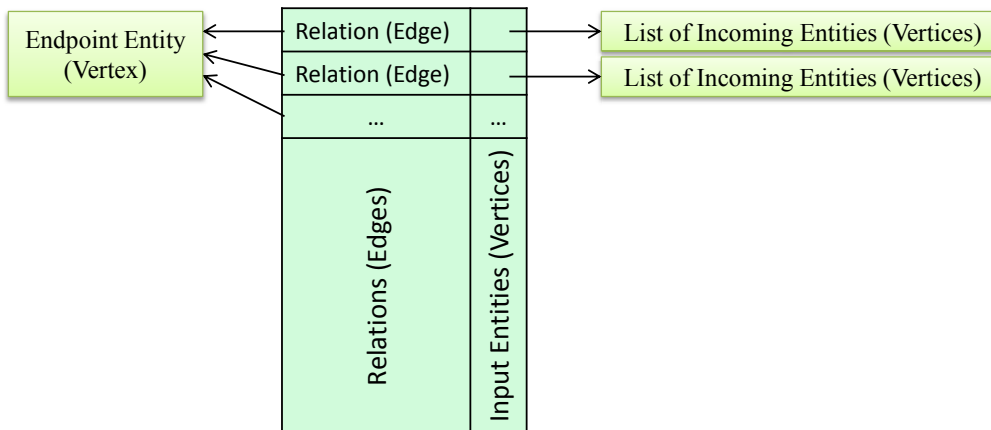 Endpoint Entity
(Vertex)
Relation (Edge)
List of Incoming Entities (Vertices)
Relation (Edge)
List of Incoming Entities (Vertices)
...
...
Relations (Edges)
Input Entities (Vertices)